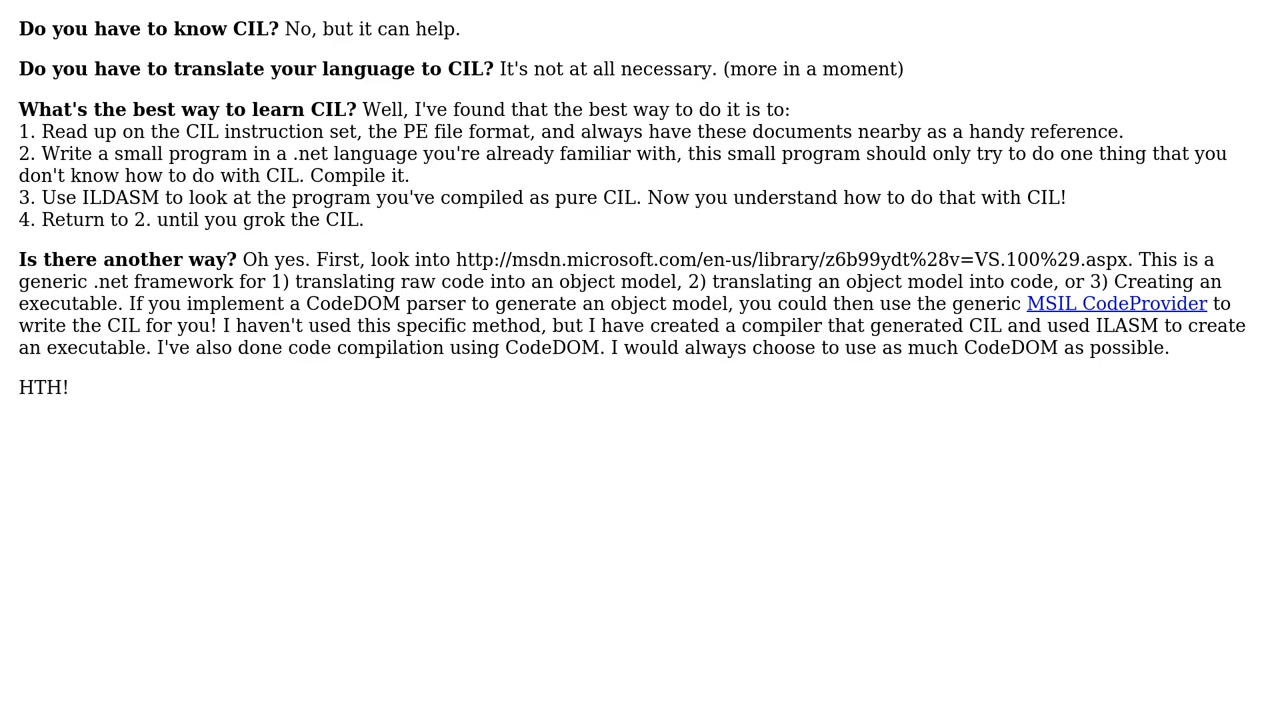 Do you have to know CIL? No, but it can help.
Do you have to translate your language to CIL? It's not at all necessary. (more in a moment)
What's the best way to learn CIL? Well, I've found that the best way to do it is to:
1. Read up on the CIL instruction set, the PE file format, and always have these documents nearby as a handy reference.
2. Write a small program in a .net language you're already familiar with, this small program should only try to do one thing that you
don't know how to do with CIL. Compile it.
3. Use ILDASM to look at the program you've compiled as pure CIL. Now you understand how to do that with CIL!
4. Return to 2. until you grok the CIL.
Is there another way? Oh yes. First, look into http://msdn.microsoft.com/en-us/library/z6b99ydt%28v=VS.100%29.aspx. This is a
generic .net framework for 1) translating raw code into an object model, 2) translating an object model into code, or 3) Creating an
executable. If you implement a CodeDOM parser to generate an object model, you could then use the generic MSIL CodeProvider to
write the CIL for you! I haven't used this specific method, but I have created a compiler that generated CIL and used ILASM to create
an executable. I've also done code compilation using CodeDOM. I would always choose to use as much CodeDOM as possible.
HTH!